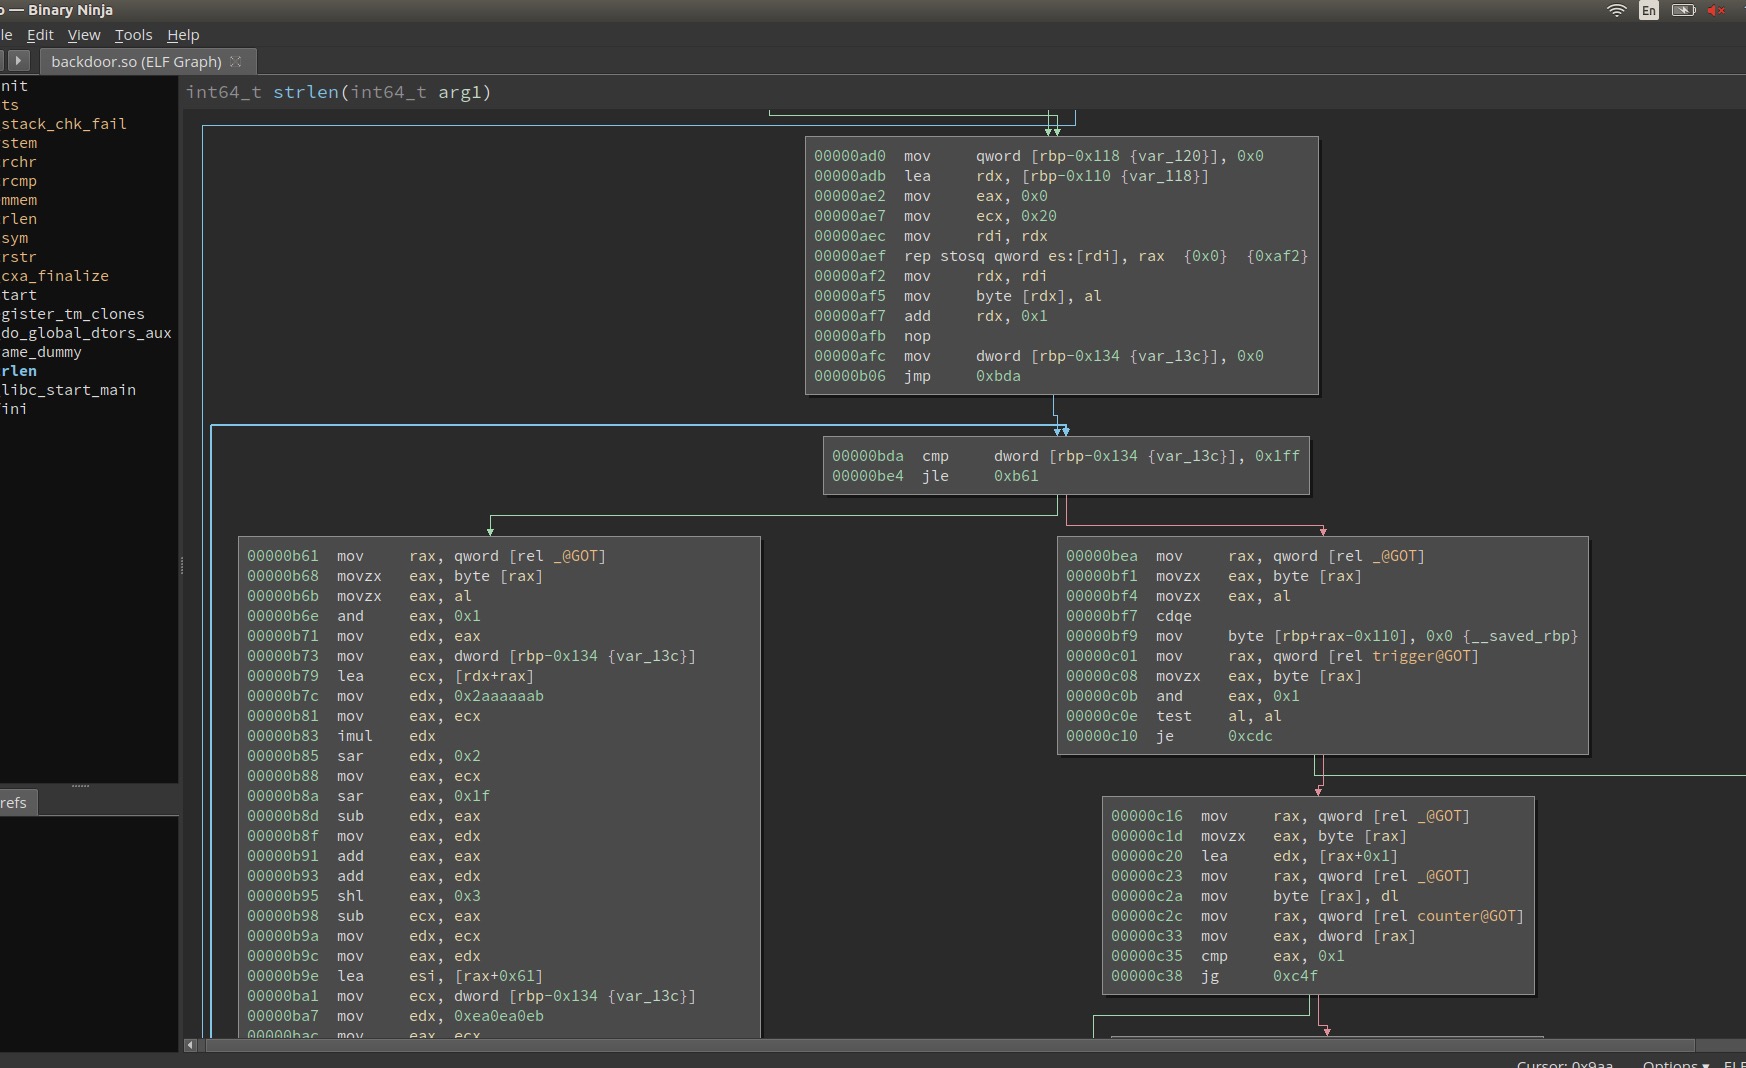 o — Binary Ninja
En
le Edit View Tools Help
backdoor.so (ELF Graph)
nit
ts
stack_chk_fail
stem
rchr
rcmp
mmem
rlen
sym
rstr
cxa_finalize
tart
gister_tm_clones
do_global_dtors_aux
ame_dummy
rlen
libc_start_main
ini
refs
int64_t strlen(int64_t arg1)
00000ad0 mov qword [rbp-0x118 {var_120}], 0x0
00000adb lea rdx, [rbp-0x110 {var_118}]
00000ae2 mov eax, 0x0
00000ae7 mov ecx, 0x20
00000aec mov rdi, rdx
00000aef rep stosq qword es:[rdi], rax {0x0} {0xaf2}
00000af2 mov rdx, rdi
00000af5 mov byte [rdx], al
00000af7 add rdx, 0x1
00000afb nop
00000afc mov dword [rbp-0x134 {var_13c}], 0x0
00000b06 jmp 0xbda
00000bda cmp dword [rbp-0x134 {var_13c}], 0x1ff
00000be4 jle 0xb61
00000b61 mov rax, qword [rel _@GOT]
00000b68 movzx eax, byte [rax]
00000b6b movzx eax, al
00000b6e and eax, 0x1
00000b71 mov edx, eax
00000b73 mov eax, dword [rbp-0x134 {var_13c}]
00000b79 lea ecx, [rdx+rax]
00000b7c mov edx, 0x2aaaaaab
00000b81 mov eax, ecx
00000b83 imul edx
00000b85 sar edx, 0x2
00000b88 mov eax, ecx
00000b8a sar eax, 0x1f
00000b8d sub edx, eax
00000b8f mov eax, edx
00000b91 add eax, eax
00000b93 add eax, edx
00000b95 shl eax, 0x3
00000b98 sub ecx, eax
00000b9a mov edx, ecx
00000b9c mov eax, edx
00000b9e lea esi, [rax+0x61]
00000ba1 mov ecx, dword [rbp-0x134 {var_13c}]
00000ba7 mov edx, 0xea0ea0eb
00000bac mov eax, ecx
00000bea mov rax, qword [rel _@GOT]
00000bf1 movzx eax, byte [rax]
00000bf4 movzx eax, al
00000bf7 cdqe
00000bf9 mov byte [rbp+rax-0x110], 0x0 {__saved_rbp}
00000c01 mov rax, qword [rel trigger@GOT]
00000c08 movzx eax, byte [rax]
00000c0b and eax, 0x1
00000c0e test al, al
00000c10 je 0xcdc
00000c16 mov rax, qword [rel _@GOT]
00000c1d movzx eax, byte [rax]
00000c20 lea edx, [rax+0x1]
00000c23 mov rax, qword [rel _@GOT]
00000c2a mov byte [rax], dl
00000c2c mov rax, qword [rel counter@GOT]
00000c33 mov eax, dword [rax]
00000c35 cmp eax, 0x1
00000c38 jg 0xc4f
Cursor: 0x9aa Options ELF